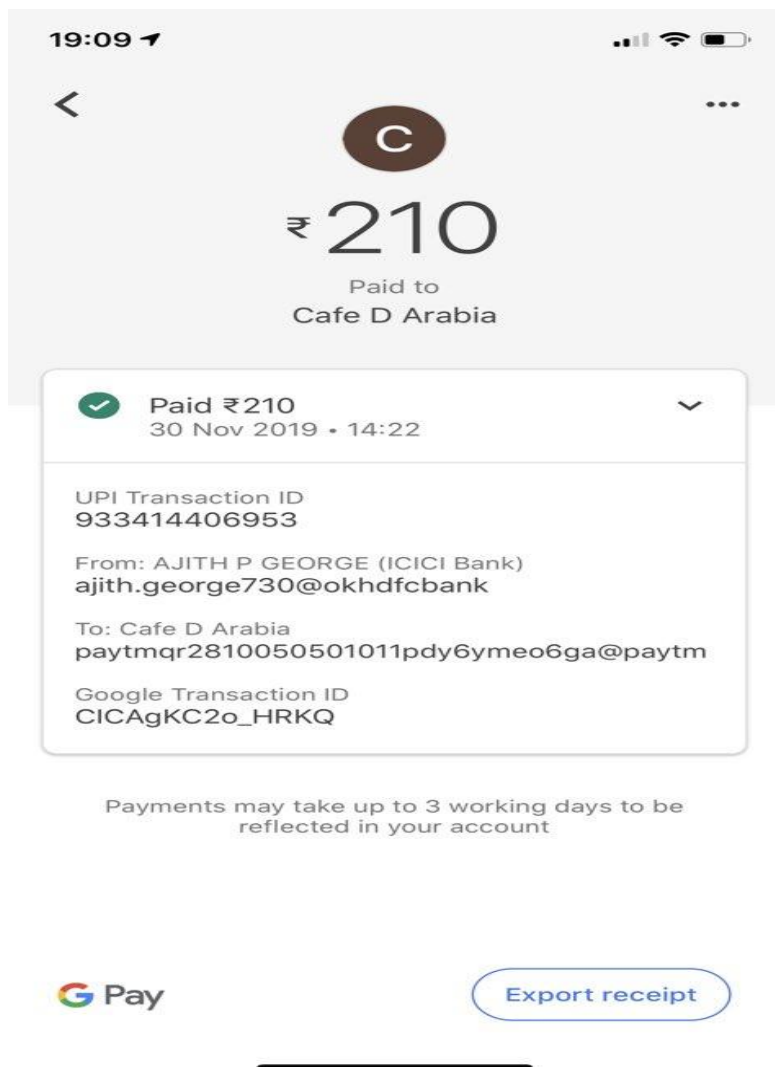 19:09
C
₹210
Paid to
Cafe D Arabia
Paid ₹210
30 Nov 2019 • 14:22
UPI Transaction ID
933414406953
From: AJITH P GEORGE (ICICI Bank)
ajith.george730@okhdfcbank
To: Cafe D Arabia
paytmqr2810050501011pdy6ymeo6ga@paytm
Google Transaction ID
CICAgKC2o_HRKQ
Payments may take up to 3 working days to be
reflected in your account
G Pay
Export receipt